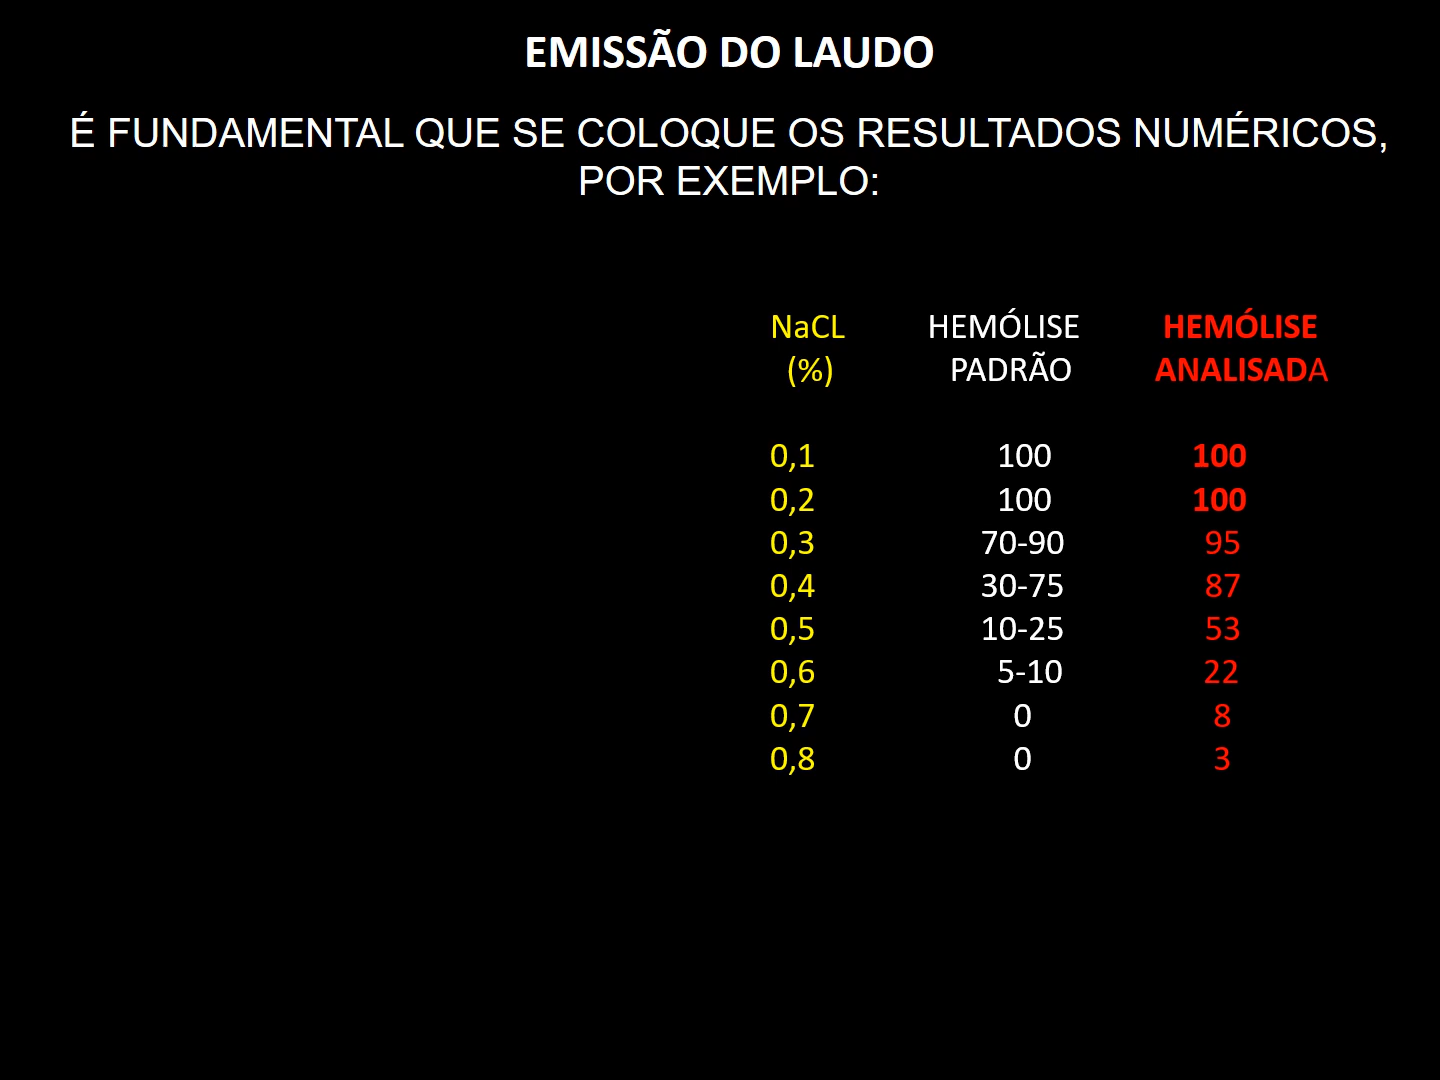 EMISSÃO DO LAUDO
É FUNDAMENTAL QUE SE COLOQUE OS RESULTADOS NUMÉRICOS,
POR EXEMPLO:
NaCL HEMÓLISE HEMÓLISE
(%) PADRÃO ANALISADA
0,1 100 100
0,2 100 100
0,3 70-90 95
0,4 30-75 87
0,5 10-25 53
0,6 5-10 22
0,7 0 8
0,8 0 3